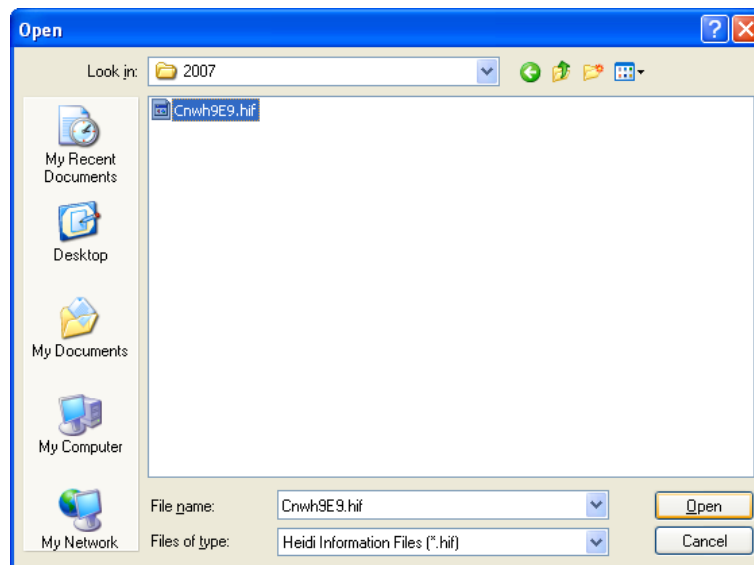 Open
Look in: 2007
Cnwh9E9.hif
My Recent
Documents
Desktop
My Documents
My Computer
My Network
File name: Cnwh9E9.hif Open
Files of type: Heidi Information Files (*.hif) Cancel